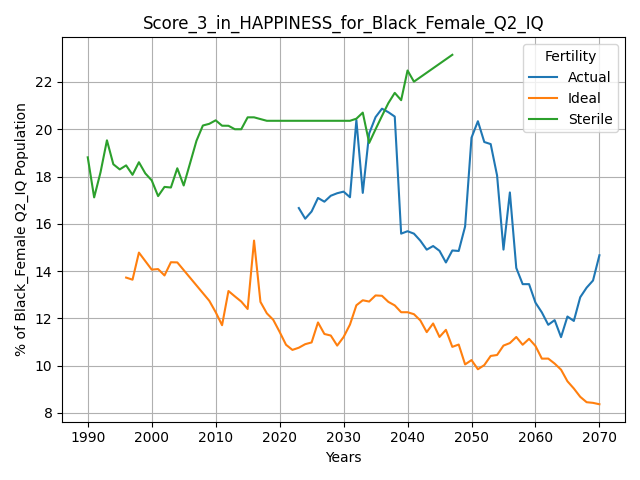 Score_3_in_HAPPINESS_for_Black_Female_Q2_IQ
% of Black_Female Q2_IQ Population
22
20
18
16
14
12
10
8
Fertility
Actual
Ideal
Sterile
1990 2000 2010 2020 2030 2040 2050 2060 2070
Years